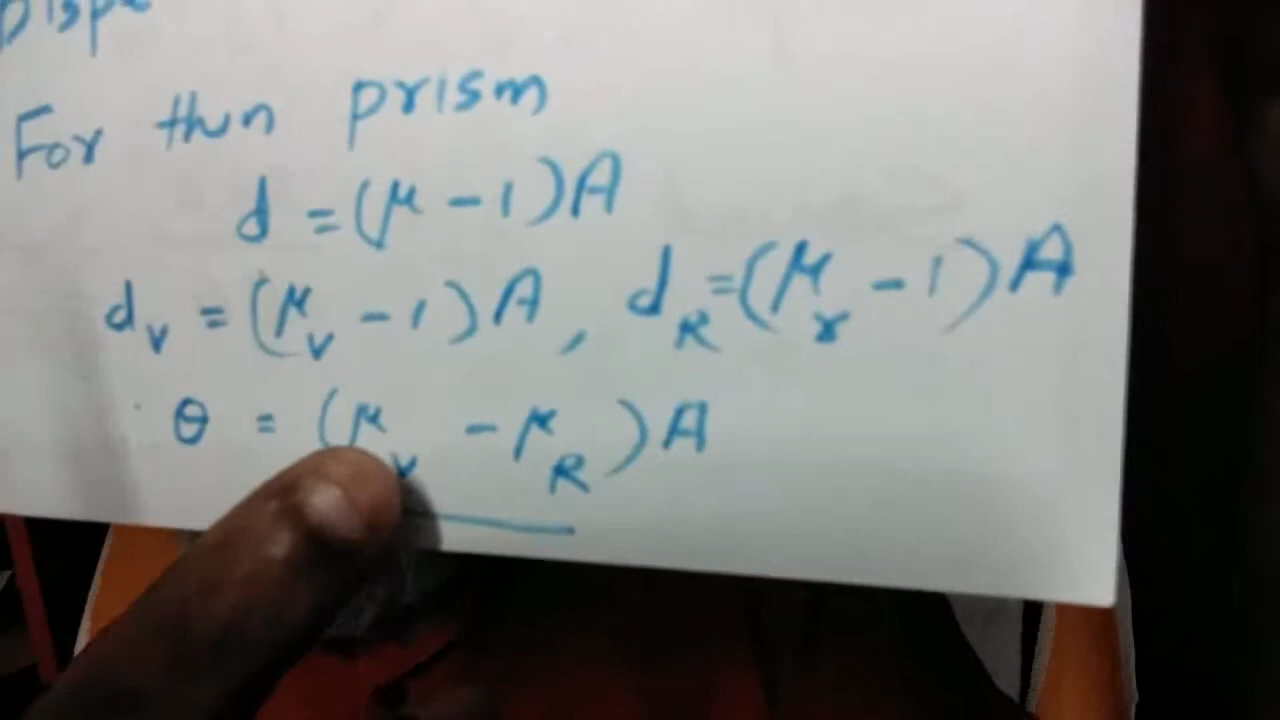 For thin prism
d = (μ - 1) A
d_v = (μ_v - 1) A, d_R = (μ_r - 1) A
θ = (μ_v - μ_R) A